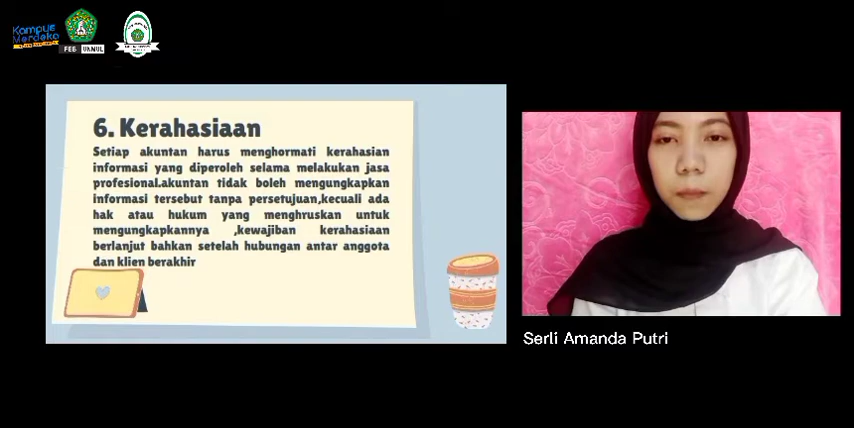 Kampus
Merdeka
FEB UNMUL
6. Kerahasiaan
Setiap akuntan harus menghormati kerahasian
informasi yang diperoleh selama melakukan jasa
profesional.akuntan tidak boleh mengungkapkan
informasi tersebut tanpa persetujuan,kecuali ada
hak atau hukum yang menghruskan untuk
mengungkapkannya ,kewajiban kerahasiaan
berlanjut bahkan setelah hubungan antar anggota
dan klien berakhir
Serli Amanda Putri